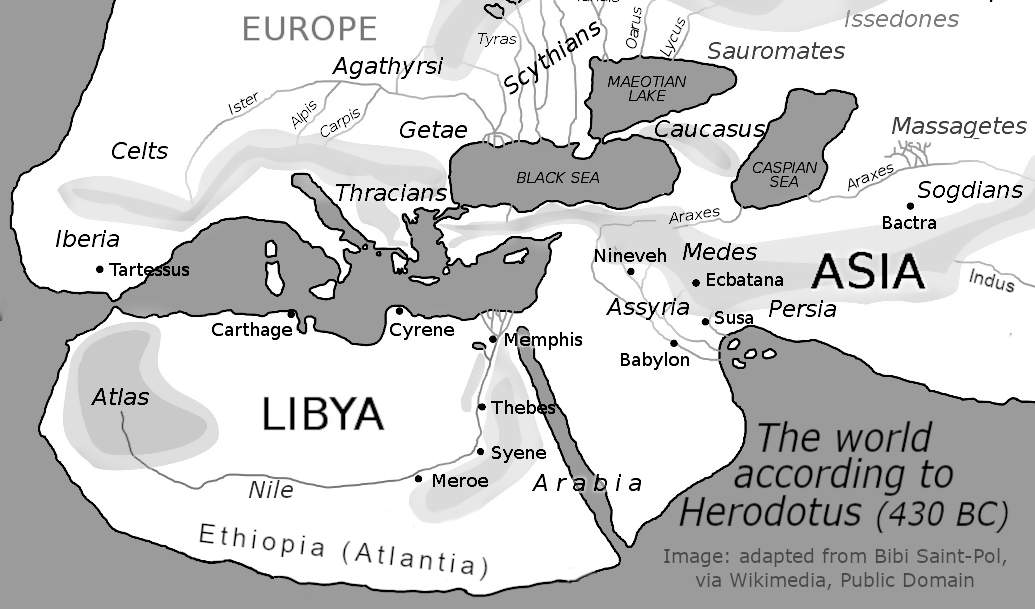 Issedones
EUROPE
Oarus
Lycus
Tyras
Scythians
Sauromates
Agathyrsi
MAEOTIAN
LAKE
Ister
Alpis
Carpis
Getae
Caucasus
Massagetes
Celts
CASPIAN
SEA
BLACK SEA
Araxes
Thracians
Sogdians
Araxes
Bactra
Iberia
Tartessus
Nineveh
Medes
Ecbatana
ASIA
Indus
Assyria
Persia
Susa
Carthage
Cyrene
Memphis
Babylon
Atlas
LIBYA
Thebes
Syene
Meroe
Arabia
Nile
Ethiopia (Atlantia)
The world
according to
Herodotus (430 BC)
Image: adapted from Bibi Saint-Pol,
via Wikimedia, Public Domain